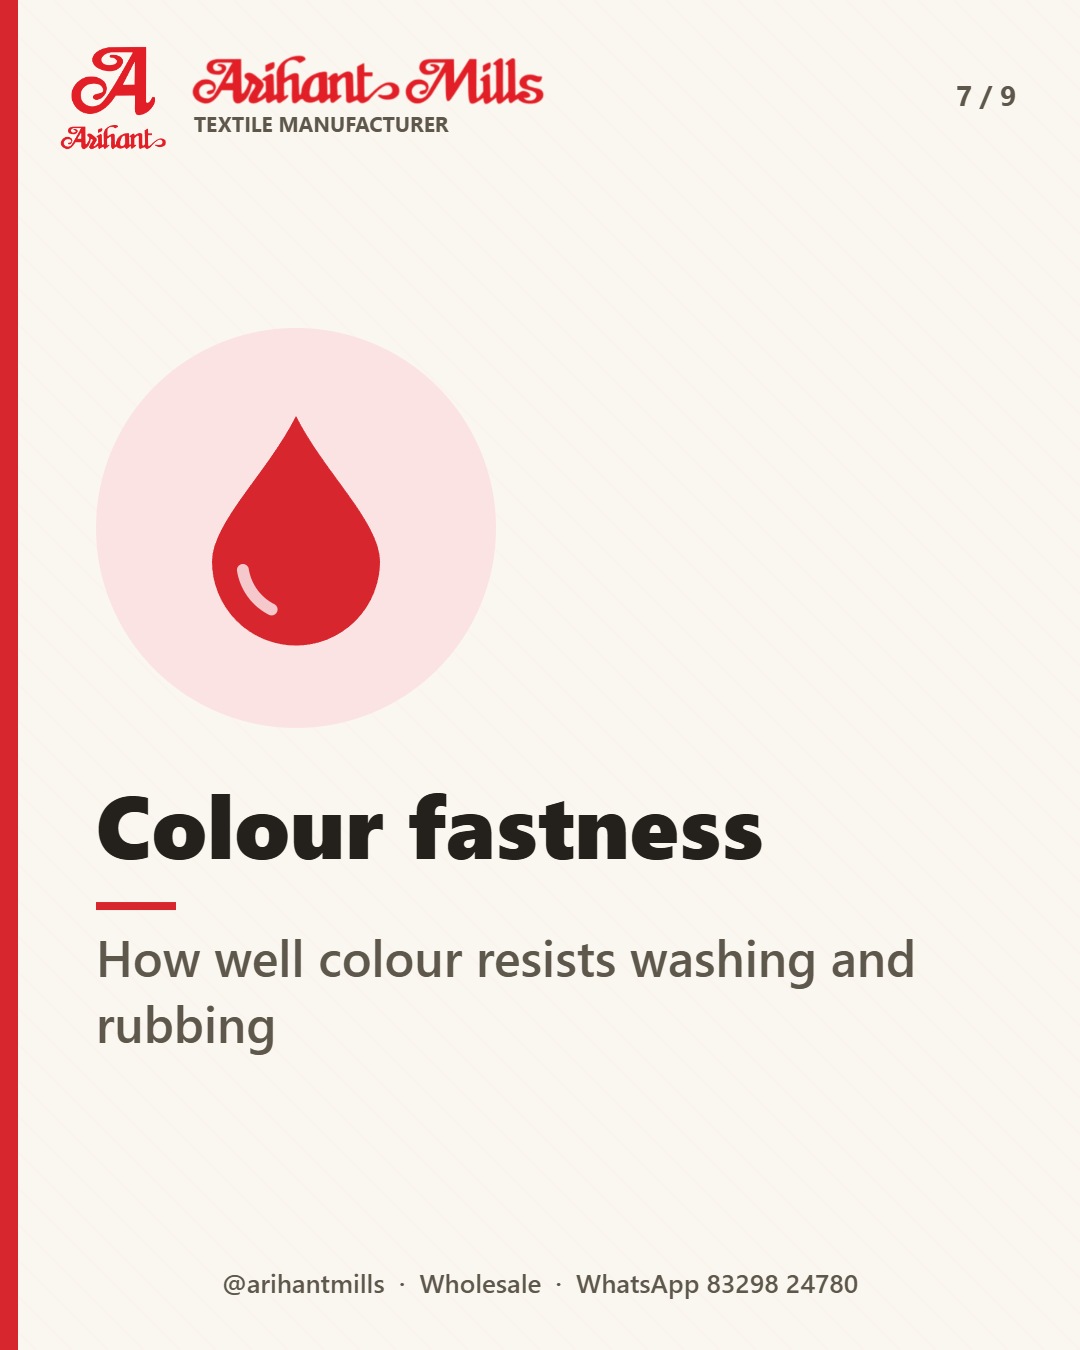 A
Arihant
Arihant Mills
TEXTILE MANUFACTURER
7 / 9
Colour fastness
How well colour resists washing and
rubbing
@arihantmills · Wholesale · WhatsApp 83298 24780